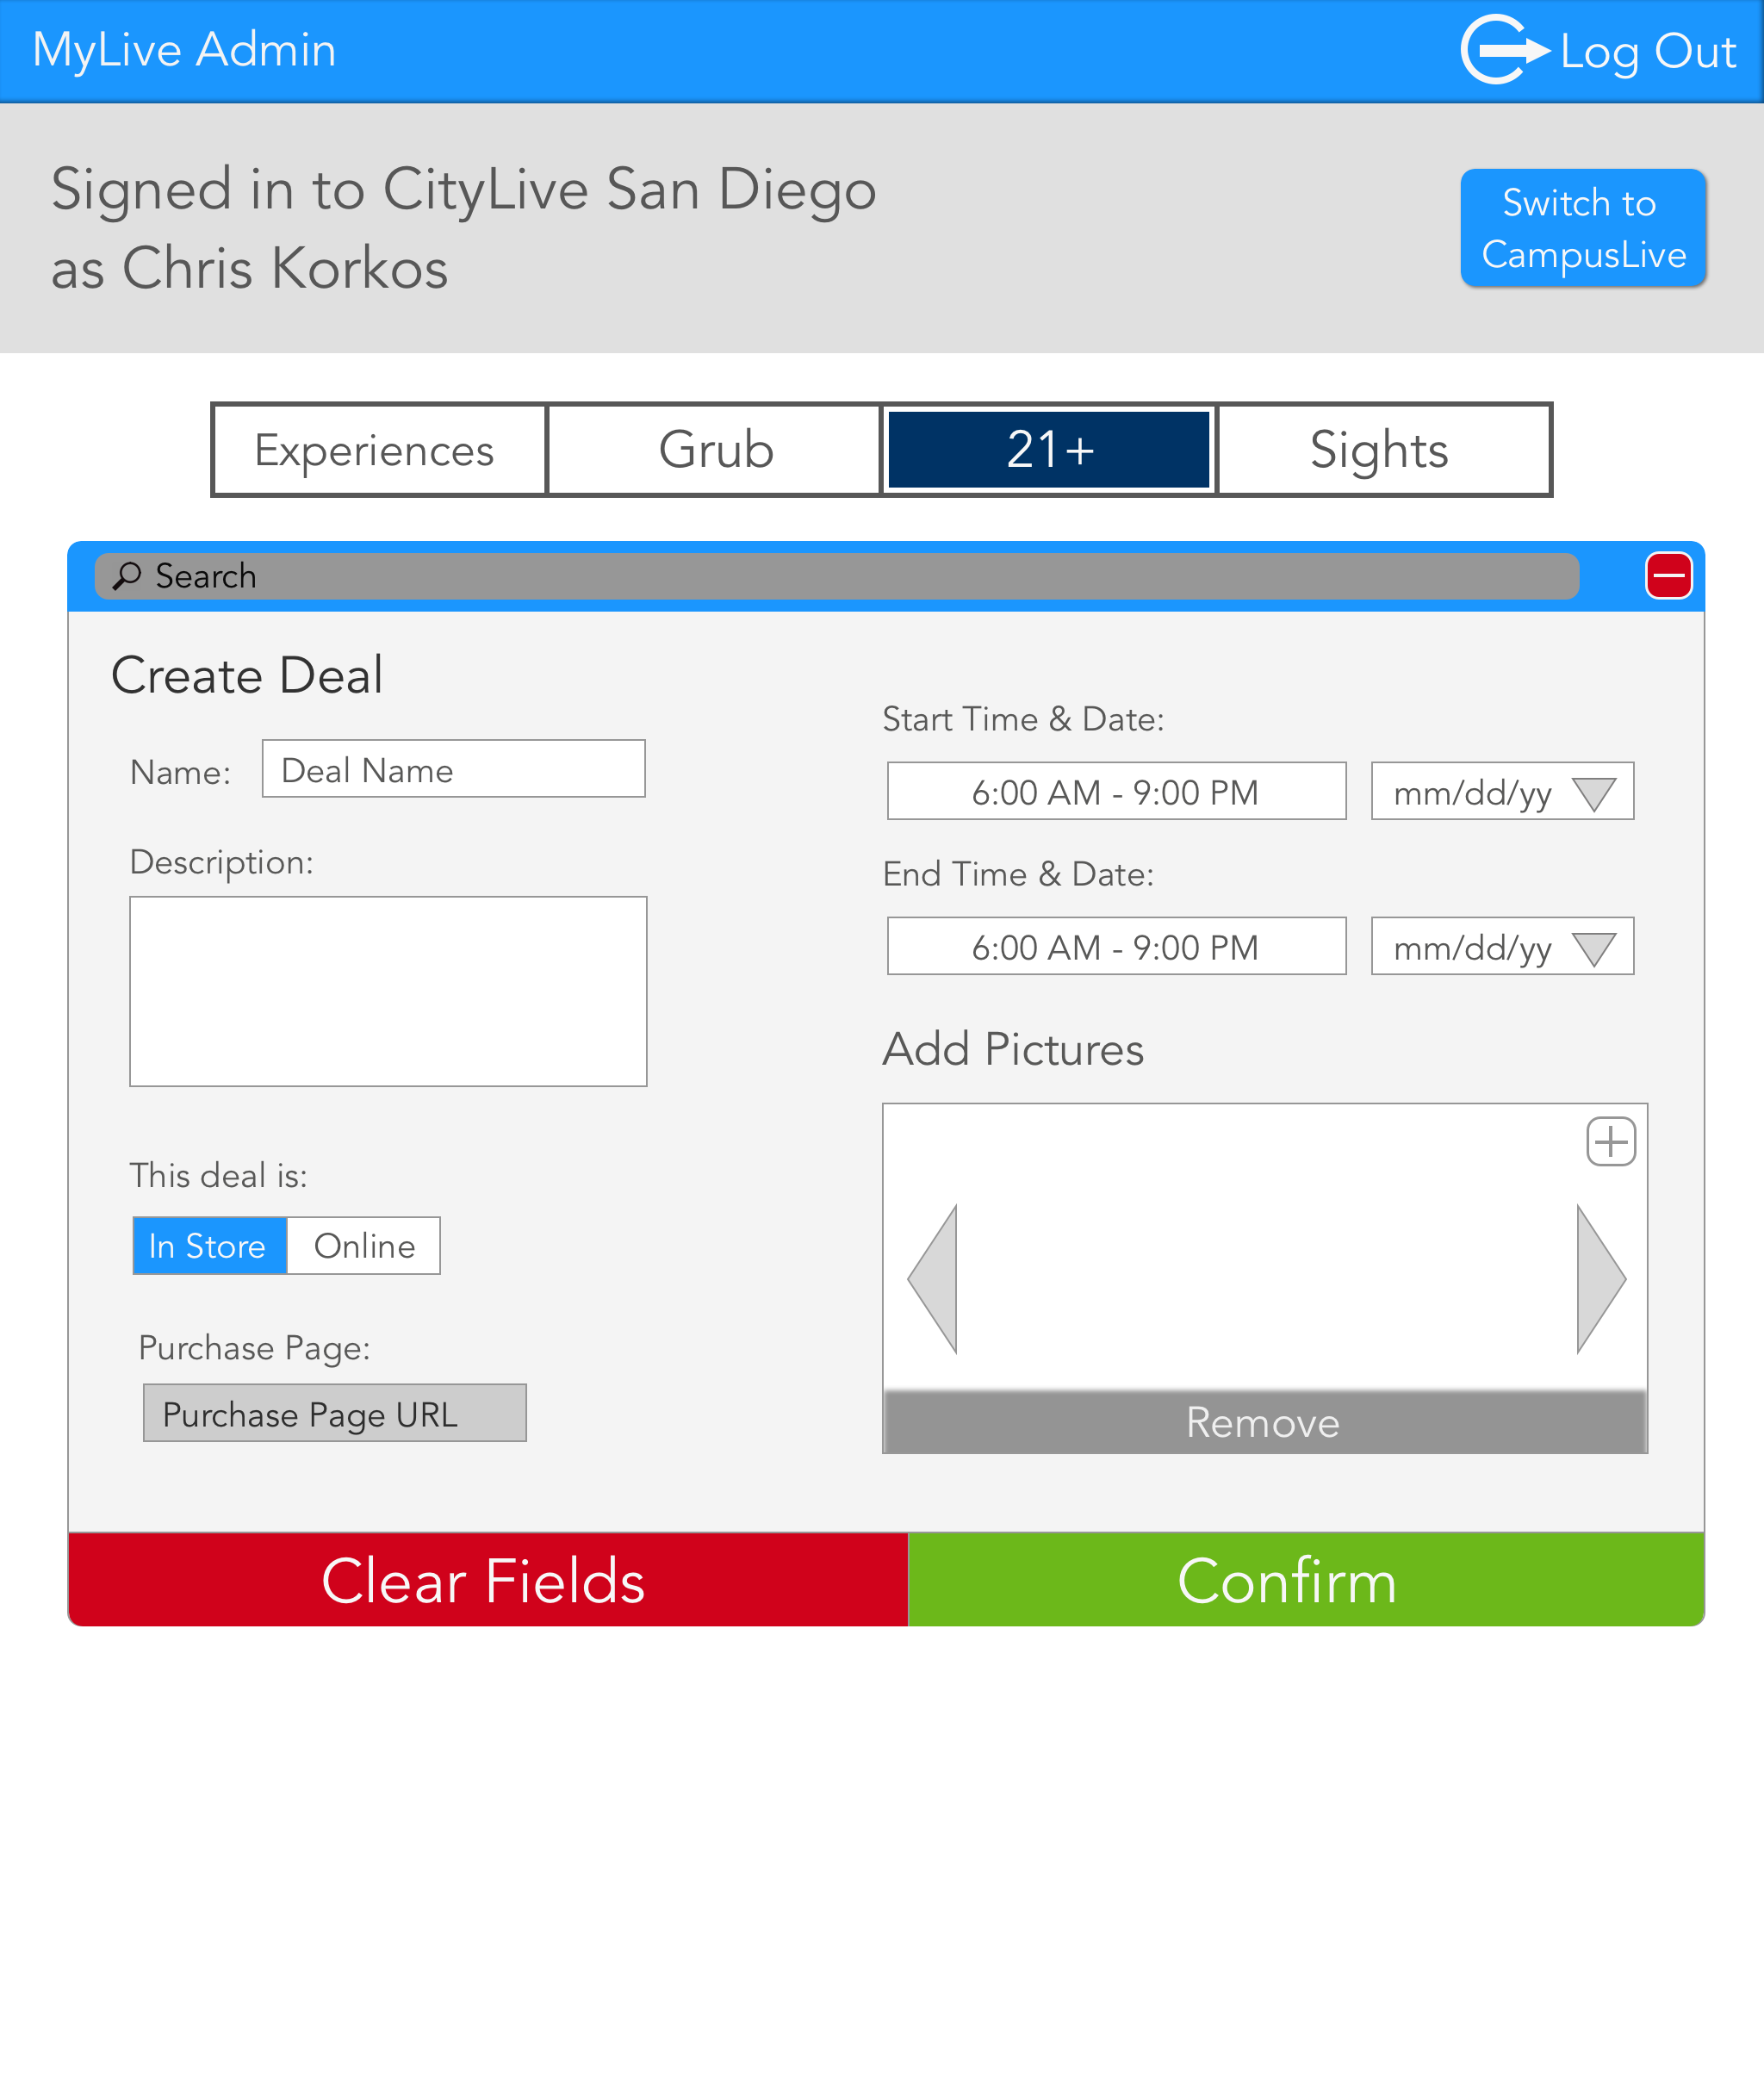 MyLive Admin
Log Out
Signed in to CityLive San Diego
as Chris Korkos
Switch to
CampusLive
Experiences
Grub
21+
Sights
Search
Create Deal
Name:
Deal Name
Description:
This deal is:
In Store
Online
Purchase Page:
Purchase Page URL
Start Time & Date:
6:00 AM - 9:00 PM
mm/dd/yy
End Time & Date:
6:00 AM - 9:00 PM
mm/dd/yy
Add Pictures
Remove
Clear Fields
Confirm